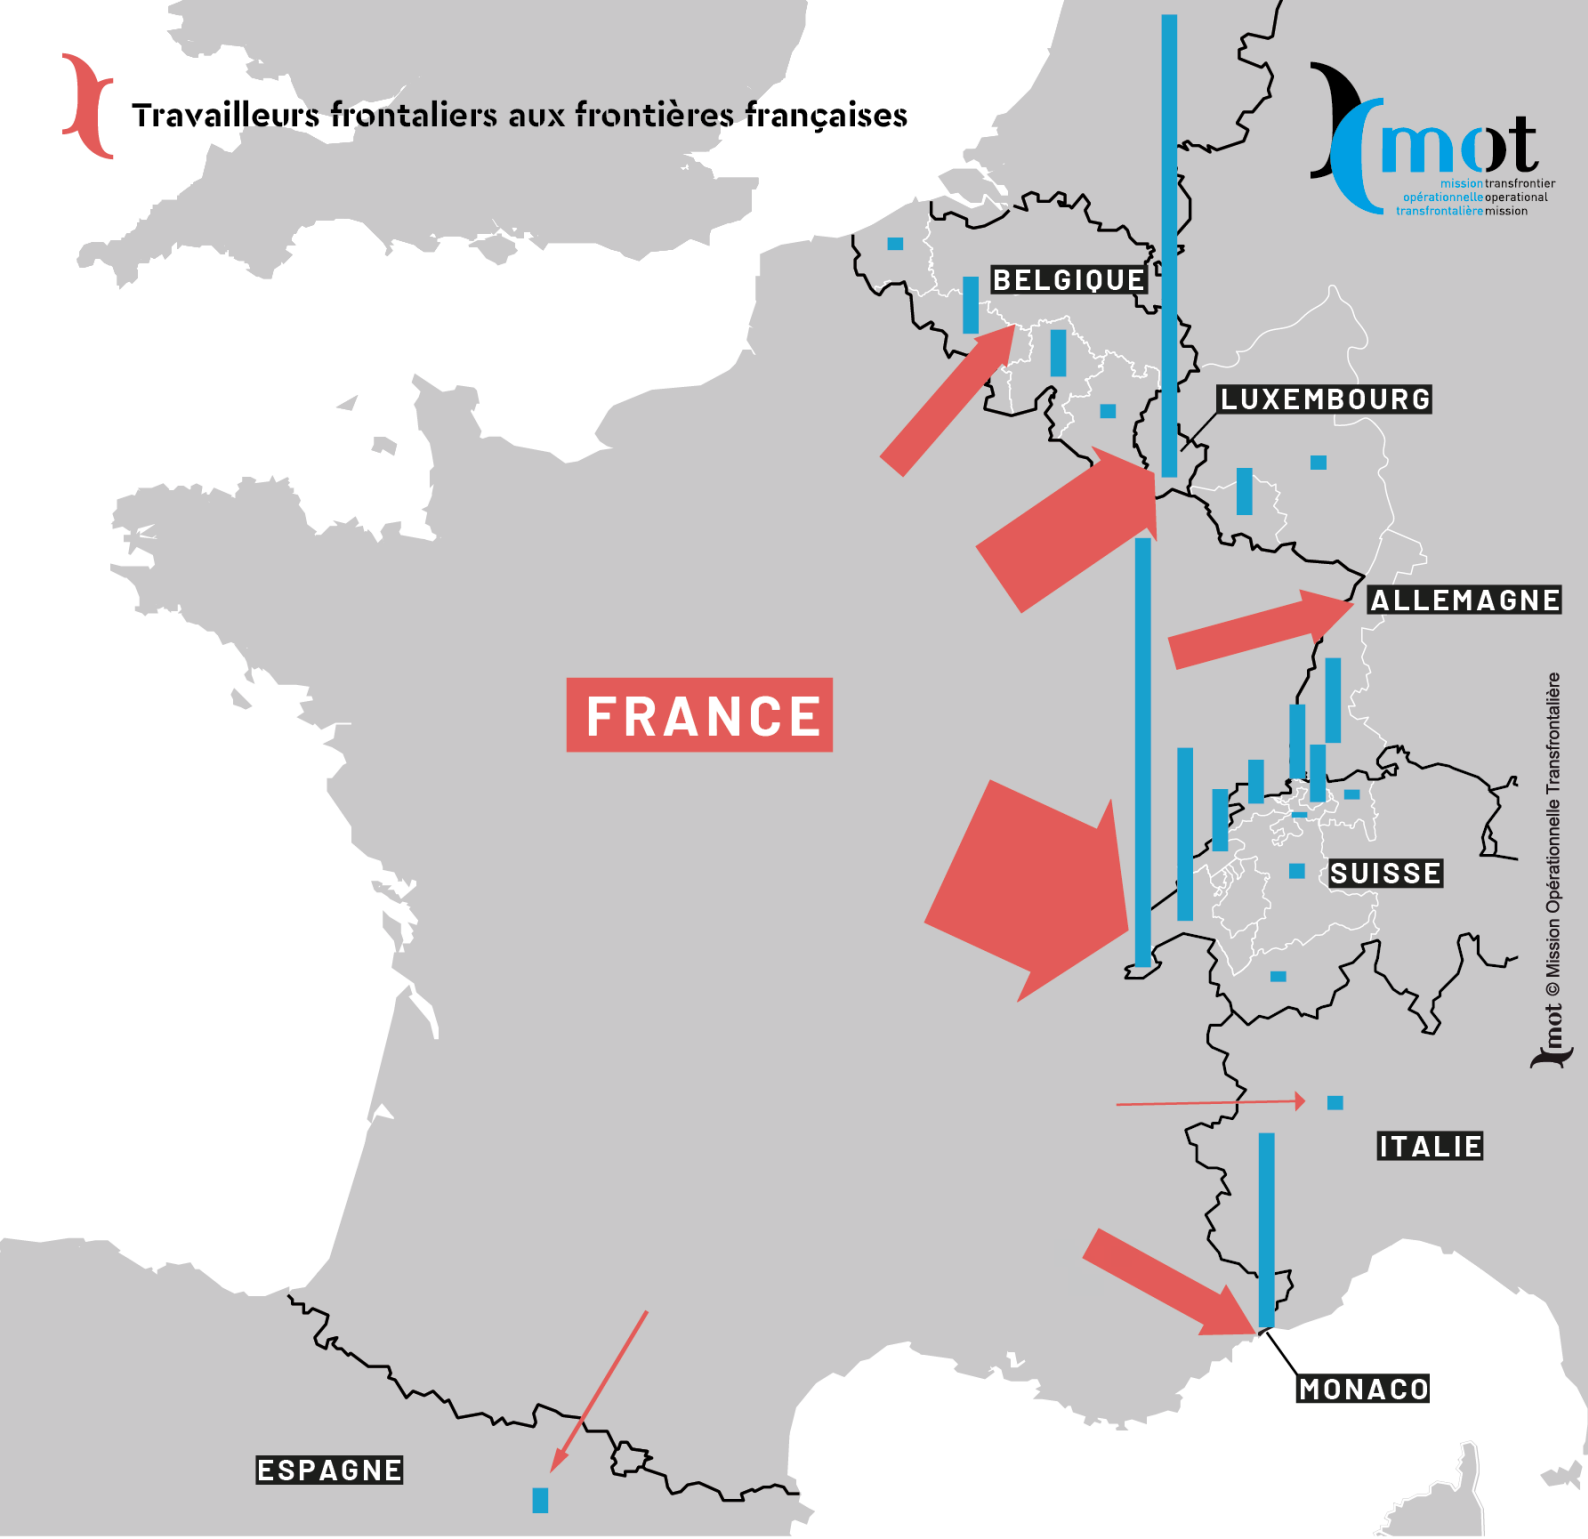 Travailleurs frontaliers aux frontières françaises
mot
mission transfrontier
opérationnelle operational
transfrontalière mission
BELGIQUE
LUXEMBOURG
ALLEMAGNE
FRANCE
SUISSE
ITALIE
MONACO
ESPAGNE
mot © Mission Opérationnelle Transfrontalière